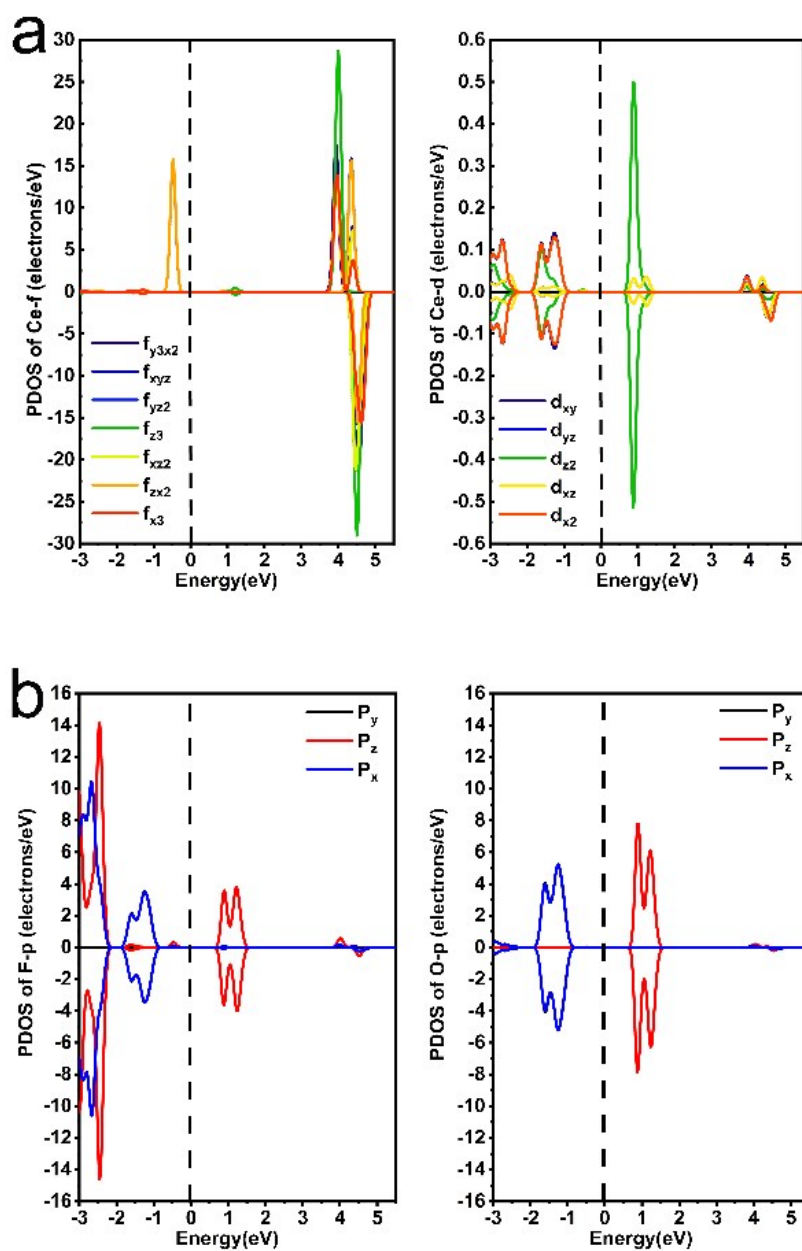 a
PDOS of Ce-f (electrons/eV)
30
25
20
15
10
5
0
-5
-10
-15
-20
-25
-30
f_y3x2
f_xyz
f_yz2
f_z3
f_xz2
f_zx2
f_x3
-3 -2 -1 0 1 2 3 4 5
Energy(eV)
PDOS of Ce-d (electrons/eV)
0.6
0.5
0.4
0.3
0.2
0.1
0.0
-0.1
-0.2
-0.3
-0.4
-0.5
-0.6
d_xy
d_yz
d_z2
d_xz
d_x2
-3 -2 -1 0 1 2 3 4 5
Energy(eV)
b
PDOS of F-p (electrons/eV)
16
14
12
10
8
6
4
2
0
-2
-4
-6
-8
-10
-12
-14
-16
P_y
P_z
P_x
-3 -2 -1 0 1 2 3 4 5
Energy(eV)
PDOS of O-p (electrons/eV)
16
14
12
10
8
6
4
2
0
-2
-4
-6
-8
-10
-12
-14
-16
P_y
P_z
P_x
-3 -2 -1 0 1 2 3 4 5
Energy(eV)